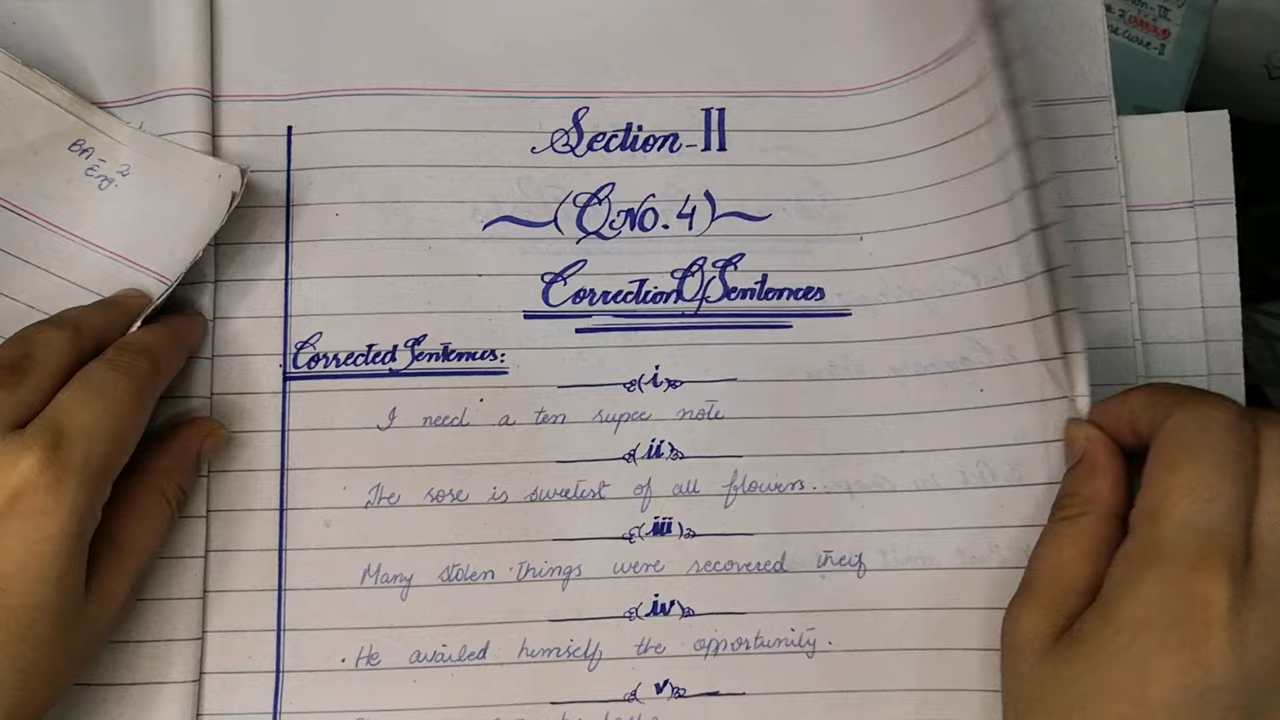 BA-2
Eng.
Section-II
(Q No. 4)
Correction Of Sentences
Corrected Sentences:
(i)
I need a ten rupee note
(ii)
The rose is sweetest of all flowers.
(iii)
Many stolen things were recovered theif
(iv)
He availed himself the opportunity.
(v)